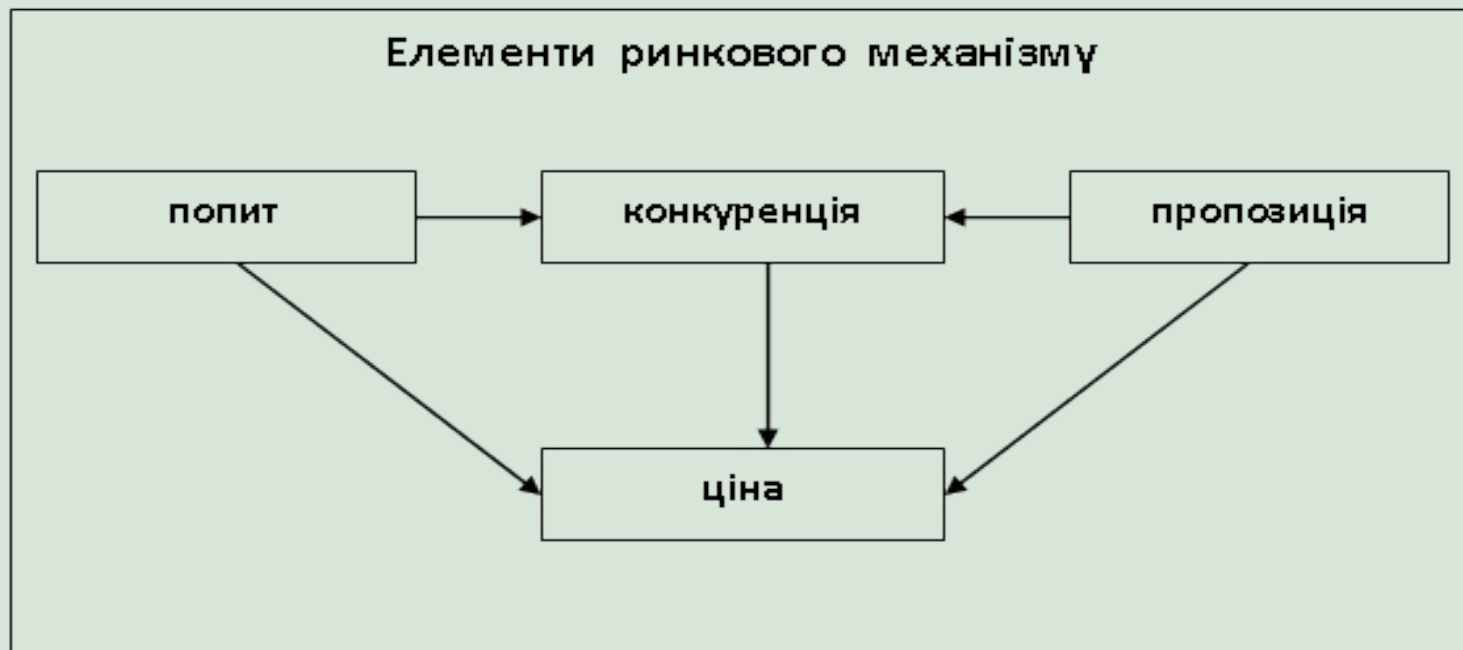 Елементи ринкового механізму
попит
конкуренція
пропозиція
ціна